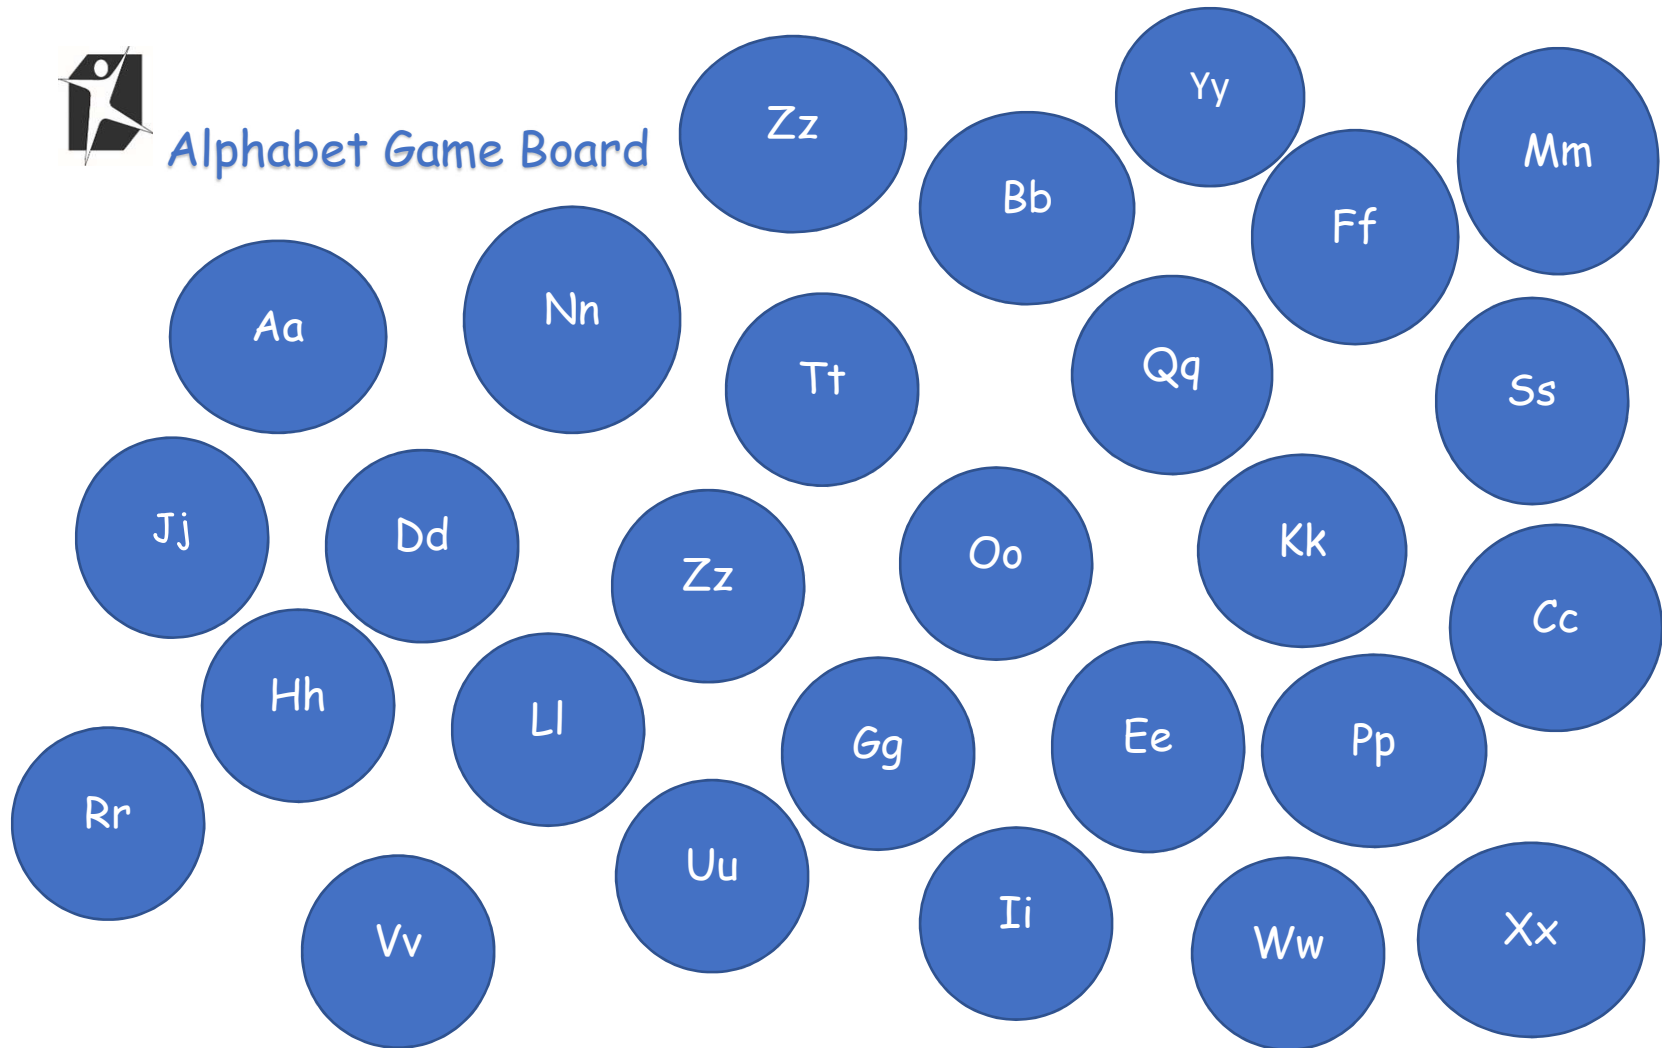 Alphabet Game Board
Zz
Yy
Mm
Bb
Ff
Aa
Nn
Tt
Qq
Ss
Jj
Dd
Zz
Oo
Kk
Cc
Hh
Ll
Gg
Ee
Pp
Rr
Uu
Vv
Ii
Ww
Xx